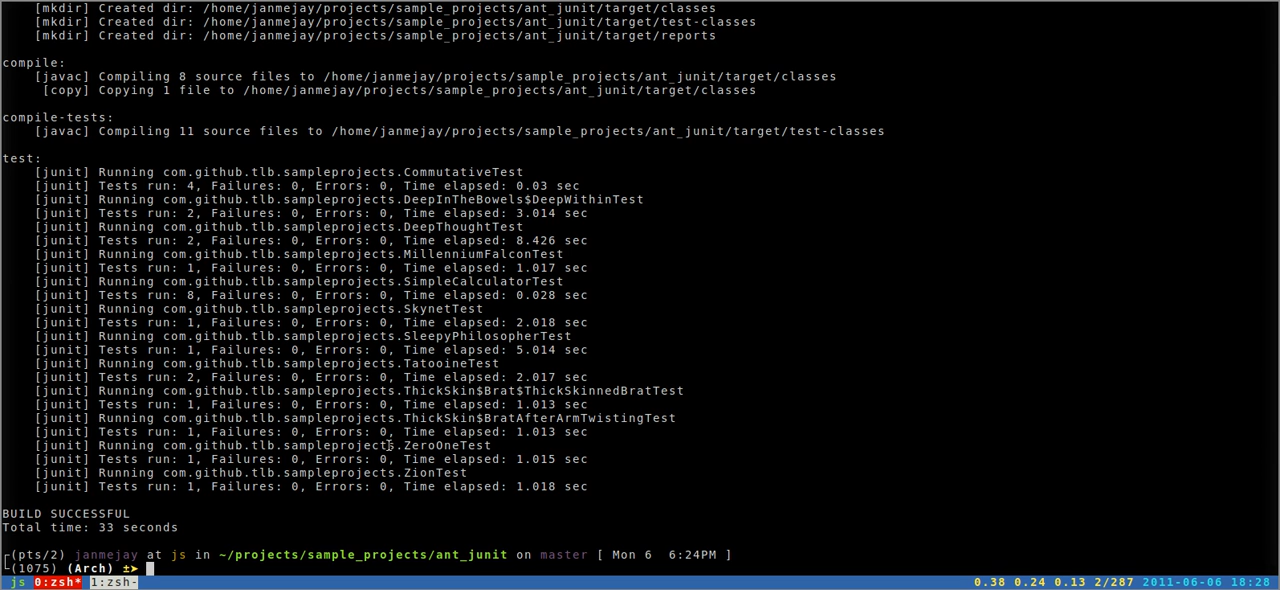 [mkdir] Created dir: /home/janmejay/projects/sample_projects/ant_junit/target/classes
[mkdir] Created dir: /home/janmejay/projects/sample_projects/ant_junit/target/test-classes
[mkdir] Created dir: /home/janmejay/projects/sample_projects/ant_junit/target/reports
compile:
[javac] Compiling 8 source files to /home/janmejay/projects/sample_projects/ant_junit/target/classes
[copy] Copying 1 file to /home/janmejay/projects/sample_projects/ant_junit/target/classes
compile-tests:
[javac] Compiling 11 source files to /home/janmejay/projects/sample_projects/ant_junit/target/test-classes
test:
[junit] Running com.github.tlb.sampleprojects.CommutativeTest
[junit] Tests run: 4, Failures: 0, Errors: 0, Time elapsed: 0.03 sec
[junit] Running com.github.tlb.sampleprojects.DeepInTheBowels$DeepWithinTest
[junit] Tests run: 2, Failures: 0, Errors: 0, Time elapsed: 3.014 sec
[junit] Running com.github.tlb.sampleprojects.DeepThoughtTest
[junit] Tests run: 2, Failures: 0, Errors: 0, Time elapsed: 8.426 sec
[junit] Running com.github.tlb.sampleprojects.MillenniumFalconTest
[junit] Tests run: 1, Failures: 0, Errors: 0, Time elapsed: 1.017 sec
[junit] Running com.github.tlb.sampleprojects.SimpleCalculatorTest
[junit] Tests run: 8, Failures: 0, Errors: 0, Time elapsed: 0.028 sec
[junit] Running com.github.tlb.sampleprojects.SkynetTest
[junit] Tests run: 1, Failures: 0, Errors: 0, Time elapsed: 2.018 sec
[junit] Running com.github.tlb.sampleprojects.SleepyPhilosopherTest
[junit] Tests run: 1, Failures: 0, Errors: 0, Time elapsed: 5.014 sec
[junit] Running com.github.tlb.sampleprojects.TatooineTest
[junit] Tests run: 2, Failures: 0, Errors: 0, Time elapsed: 2.017 sec
[junit] Running com.github.tlb.sampleprojects.ThickSkin$Brat$ThickSkinnedBratTest
[junit] Tests run: 1, Failures: 0, Errors: 0, Time elapsed: 1.013 sec
[junit] Running com.github.tlb.sampleprojects.ThickSkin$BratAfterArmTwistingTest
[junit] Tests run: 1, Failures: 0, Errors: 0, Time elapsed: 1.013 sec
[junit] Running com.github.tlb.sampleprojects.ZeroOneTest
[junit] Tests run: 1, Failures: 0, Errors: 0, Time elapsed: 1.015 sec
[junit] Running com.github.tlb.sampleprojects.ZionTest
[junit] Tests run: 1, Failures: 0, Errors: 0, Time elapsed: 1.018 sec
BUILD SUCCESSFUL
Total time: 33 seconds
┌(pts/2) janmejay at js in ~/projects/sample_projects/ant_junit on master [ Mon 6  6:24PM ]
└(1075) (Arch) ±➤
js 0:zsh* 1:zsh- 0.38 0.24 0.13 2/287 2011-06-06 18:28